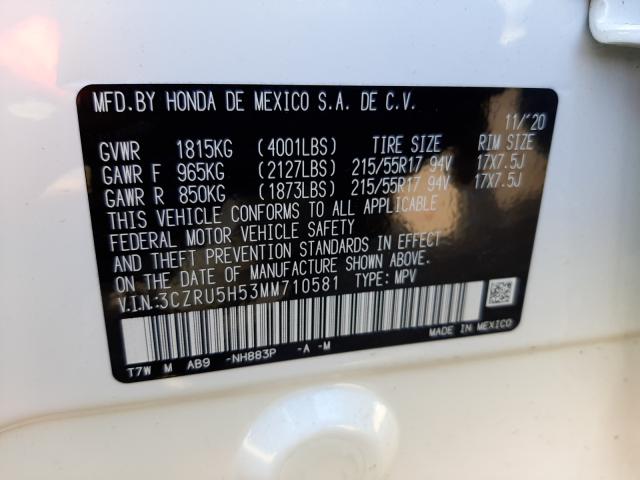 MFD.BY HONDA DE MEXICO S.A. DE C.V.
11/'20
GVWR 1815KG (4001LBS) TIRE SIZE RIM SIZE
GAWR F 965KG (2127LBS) 215/55R17 94V 17X7.5J
GAWR R 850KG (1873LBS) 215/55R17 94V 17X7.5J
THIS VEHICLE CONFORMS TO ALL APPLICABLE
FEDERAL MOTOR VEHICLE SAFETY
AND THEFT PREVENTION STANDARDS IN EFFECT
ON THE DATE OF MANUFACTURE SHOWN ABOVE.
V.I.N:3CZRU5H53MM710581 TYPE: MPV
MADE IN MEXICO
T7W M AB9 -NH883P -A -M